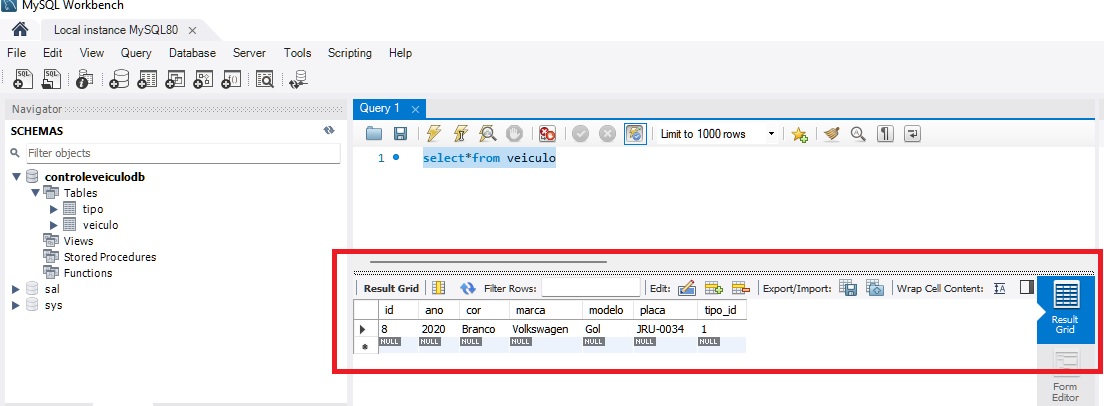 MySQL Workbench
Local instance MySQL80
File Edit View Query Database Server Tools Scripting Help
Navigator
SCHEMAS
Filter objects
controleveiculodb
Tables
tipo
veiculo
Views
Stored Procedures
Functions
sal
sys
Query 1
Limit to 1000 rows
1 select*from veiculo
Result Grid Filter Rows: Edit: Export/Import: Wrap Cell Content:
id ano cor marca modelo placa tipo_id
8 2020 Branco Volkswagen Gol JRU-0034 1
NULL NULL NULL NULL NULL NULL NULL
Result
Grid
Form
Editor